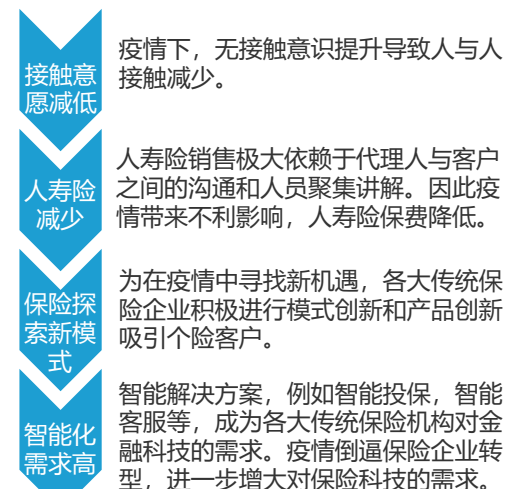 接触意
愿减低
疫情下，无接触意识提升导致人与人
接触减少。
人寿险
减少
人寿险销售极大依赖于代理人与客户
之间的沟通和人员聚集讲解。因此疫
情带来不利影响，人寿险保费降低。
保险探
索新模
式
为在疫情中寻找新机遇，各大传统保
险企业积极进行模式创新和产品创新
吸引个险客户。
智能化
需求高
智能解决方案，例如智能投保，智能
客服等，成为各大传统保险机构对金
融科技的需求。疫情倒逼保险企业转
型，进一步增大对保险科技的需求。